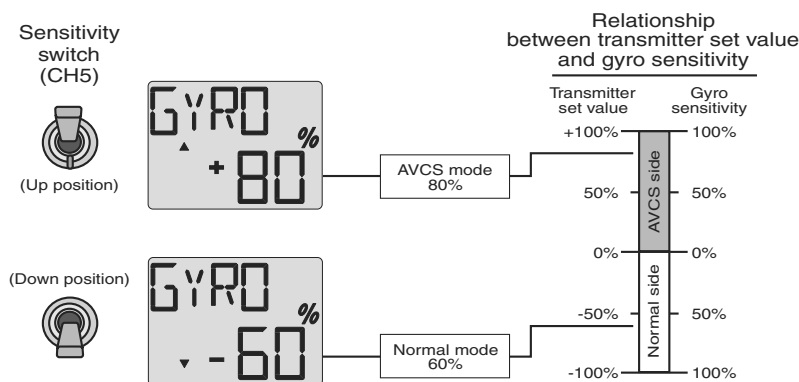 Sensitivity
switch
(CH5)
(Up position)
GYRO
%
▲
+ 80
AVCS mode
80%
(Down position)
GYRO
%
▼ - 60
Normal mode
60%
Relationship
between transmitter set value
and gyro sensitivity
Transmitter
set value
Gyro
sensitivity
+100% 100%
50% 50%
0% 0%
-50% 50%
-100% 100%
AVCS side
Normal side